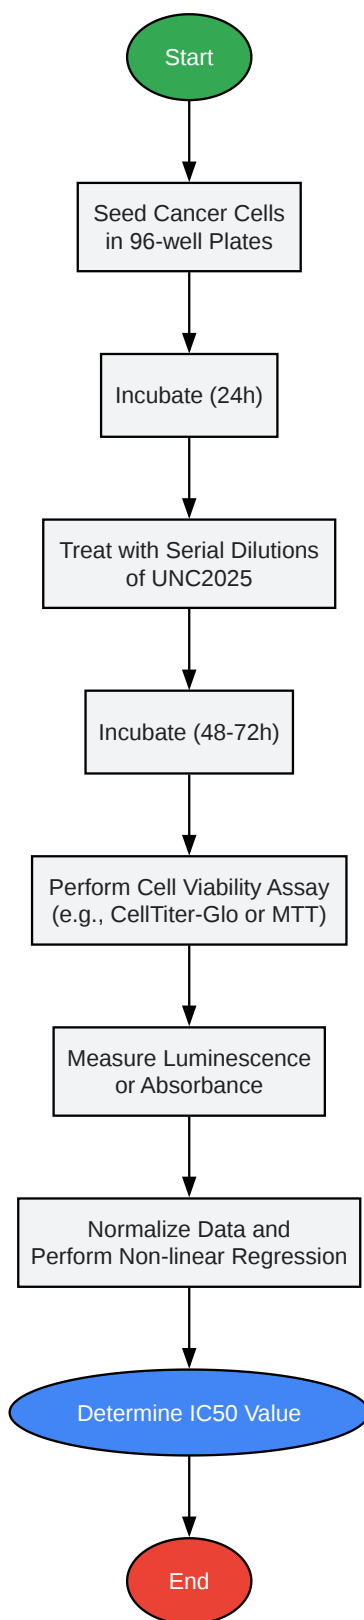 Start
Seed Cancer Cells
in 96-well Plates
Incubate (24h)
Treat with Serial Dilutions
of UNC2025
Incubate (48-72h)
Perform Cell Viability Assay
(e.g., CellTiter-Glo or MTT)
Measure Luminescence
or Absorbance
Normalize Data and
Perform Non-linear Regression
Determine IC50 Value
End